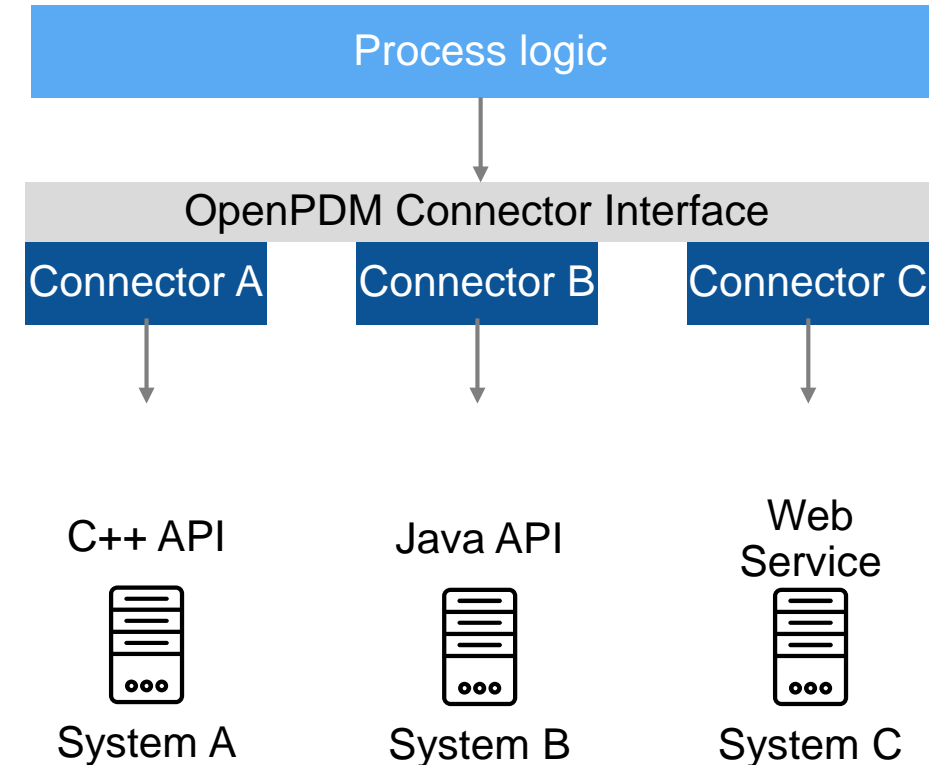 Process logic
OpenPDM Connector Interface
Connector A
Connector B
Connector C
C++ API
Java API
Web
Service
System A
System B
System C